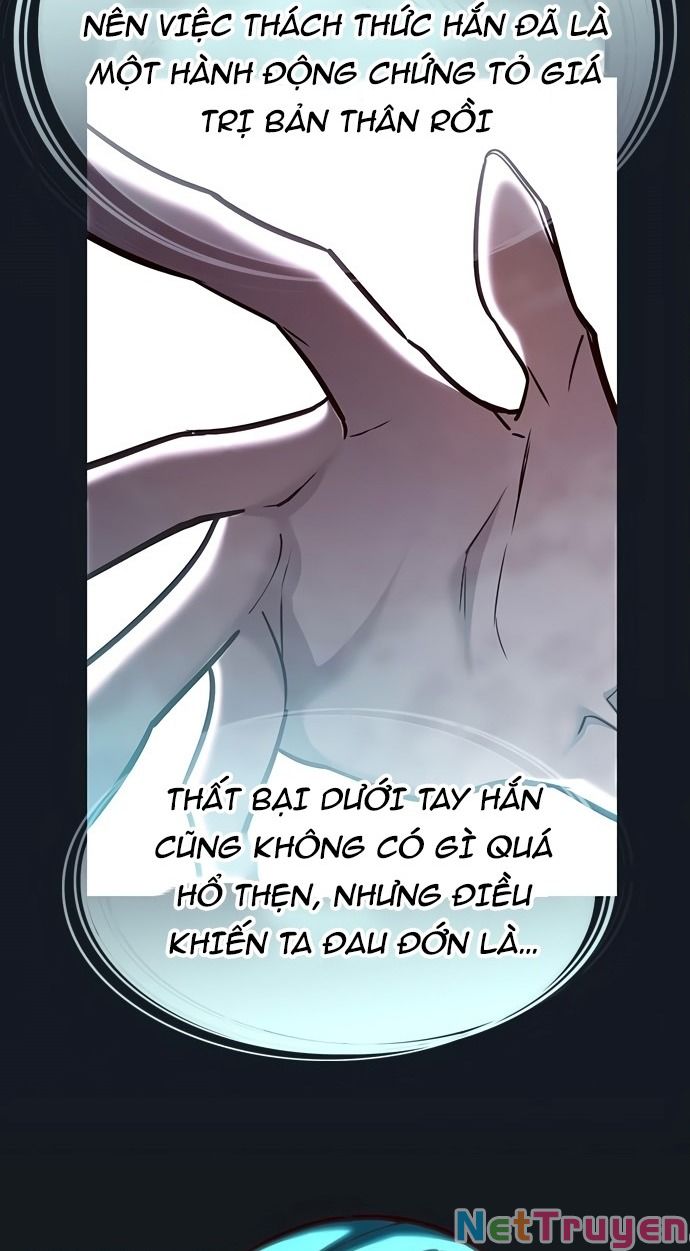 NÊN VIỆC THÁCH THỨC HẮN ĐÃ LÀ
MỘT HÀNH ĐỘNG CHỨNG TỎ GIÁ
TRỊ BẢN THÂN RỒI
THẤT BẠI DƯỚI TAY HẮN
CŨNG KHÔNG CÓ GÌ QUÁ
HỔ THẸN, NHƯNG ĐIỀU
KHIẾN TA ĐAU ĐỚN LÀ...
NetTruyen